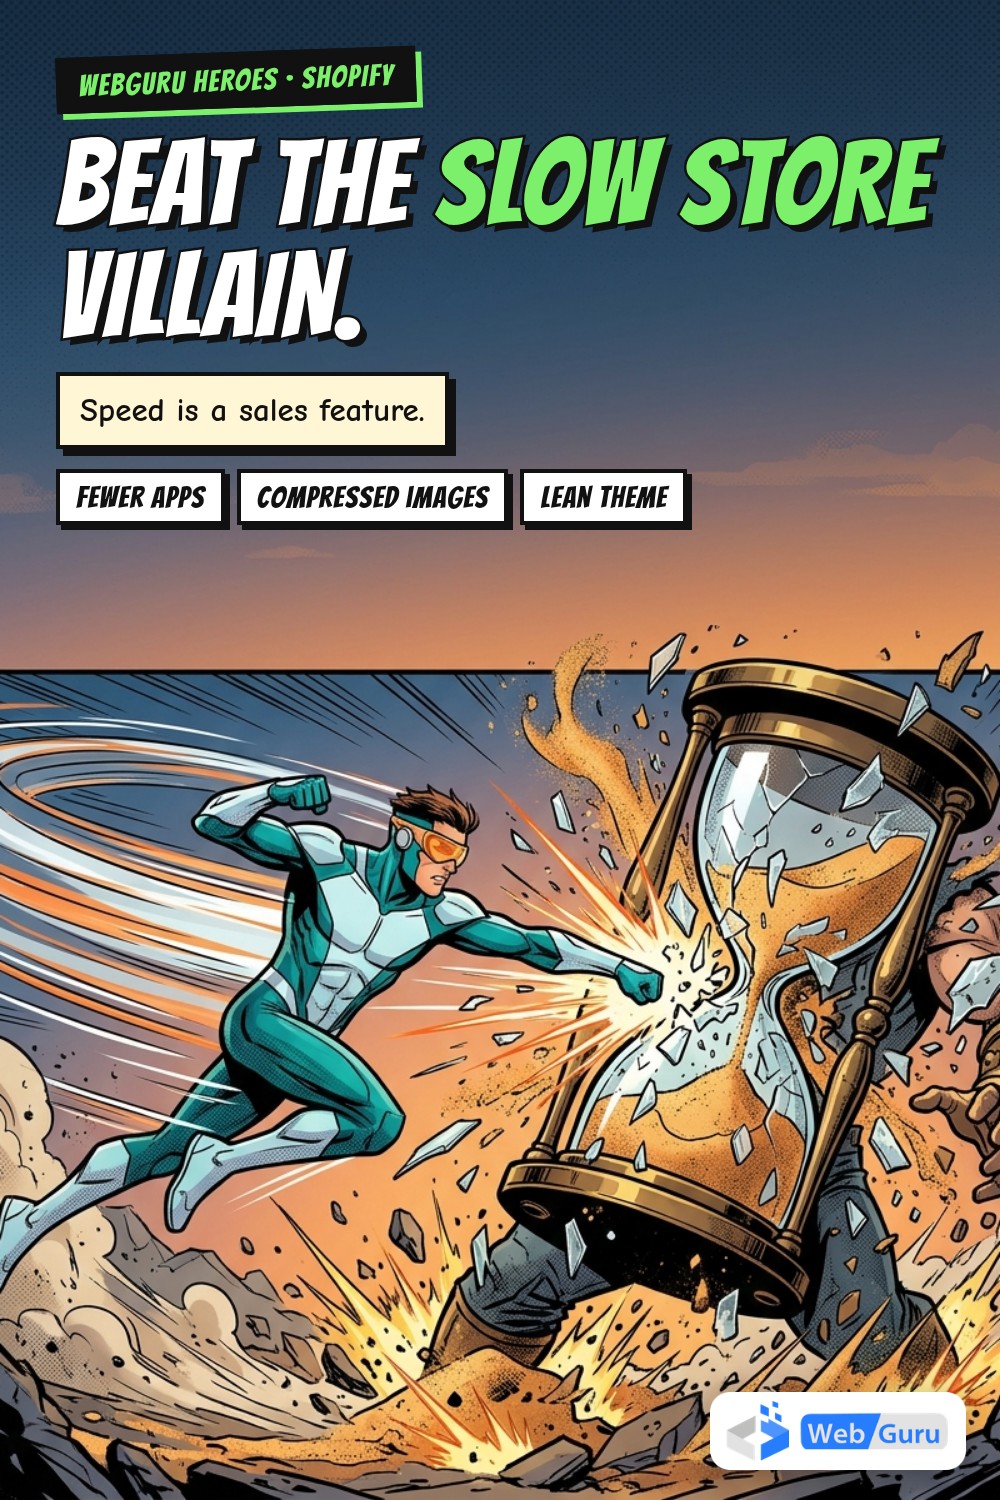 WEBGURU HEROES · SHOPIFY
BEAT THE SLOW STORE
VILLAIN.
Speed is a sales feature.
FEWER APPS COMPRESSED IMAGES LEAN THEME
Web Guru